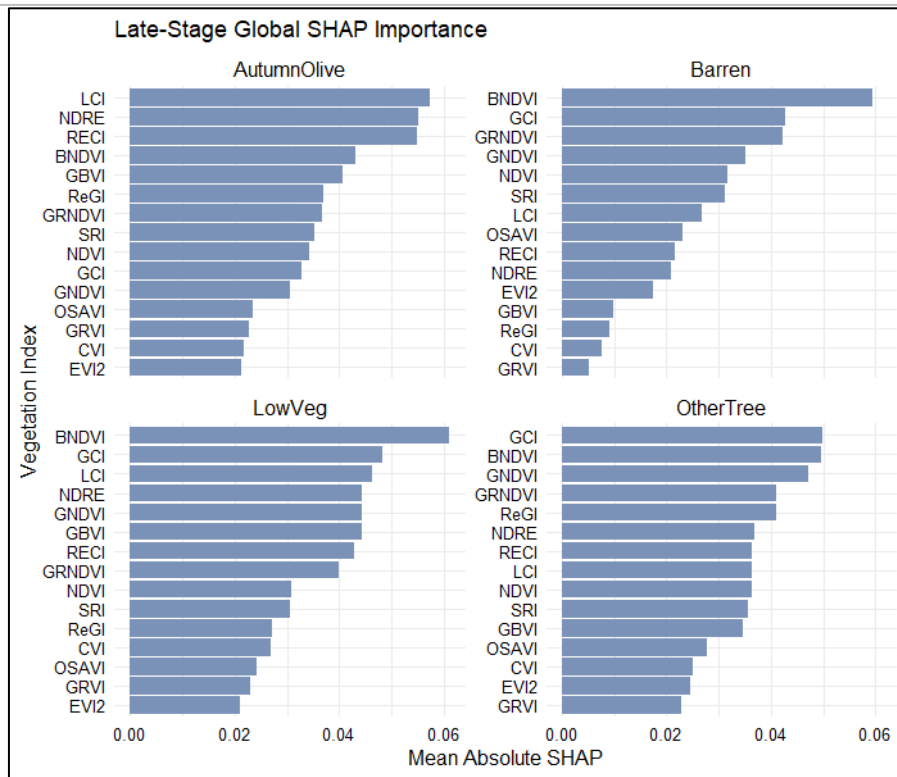 Late-Stage Global SHAP Importance
AutumnOlive
LCI
NDRE
RECI
BNDVI
GBVI
ReGI
GRNDVI
SRI
NDVI
GCI
GNDVI
OSAVI
GRVI
CVI
EVI2
Barren
BNDVI
GCI
GRNDVI
GNDVI
NDVI
SRI
LCI
OSAVI
RECI
NDRE
EVI2
GBVI
ReGI
CVI
GRVI
Vegetation Index
LowVeg
BNDVI
GCI
LCI
NDRE
GNDVI
GBVI
RECI
GRNDVI
NDVI
SRI
ReGI
CVI
OSAVI
GRVI
EVI2
0.00 0.02 0.04 0.06
OtherTree
GCI
BNDVI
GNDVI
GRNDVI
ReGI
NDRE
RECI
LCI
NDVI
SRI
GBVI
OSAVI
CVI
EVI2
GRVI
0.00 0.02 0.04 0.06
Mean Absolute SHAP